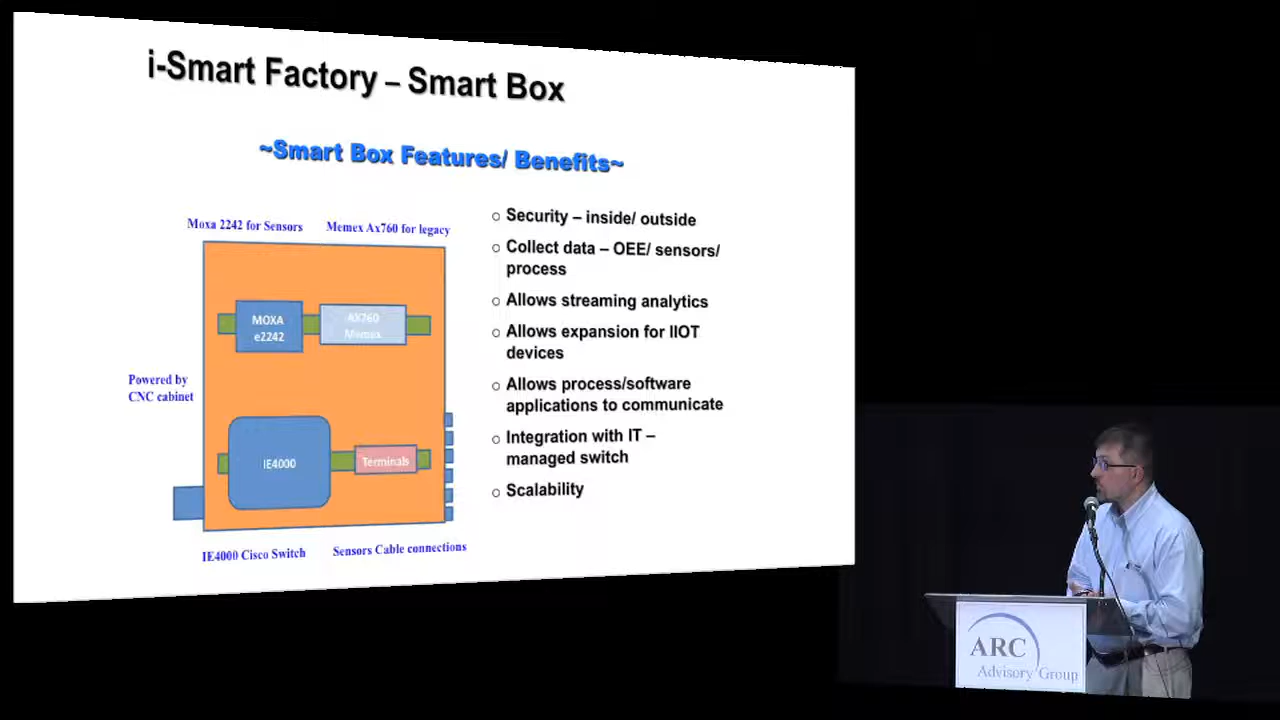 i-Smart Factory – Smart Box
~Smart Box Features/ Benefits~
Moxa 2242 for Sensors
Memex Ax760 for legacy
MOXA
e2242
AX760
Memex
Powered by
CNC cabinet
IE4000
Terminals
IE4000 Cisco Switch
Sensors Cable connections
Security – inside/ outside
Collect data – OEE/ sensors/
process
Allows streaming analytics
Allows expansion for IIOT
devices
Allows process/software
applications to communicate
Integration with IT –
managed switch
Scalability
ARC
Advisory Group